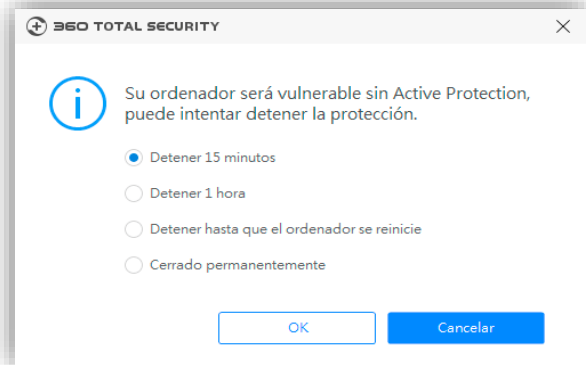 360 TOTAL SECURITY
Su ordenador será vulnerable sin Active Protection,
puede intentar detener la protección.
Detener 15 minutos
Detener 1 hora
Detener hasta que el ordenador se reinicie
Cerrado permanentemente
OK
Cancelar